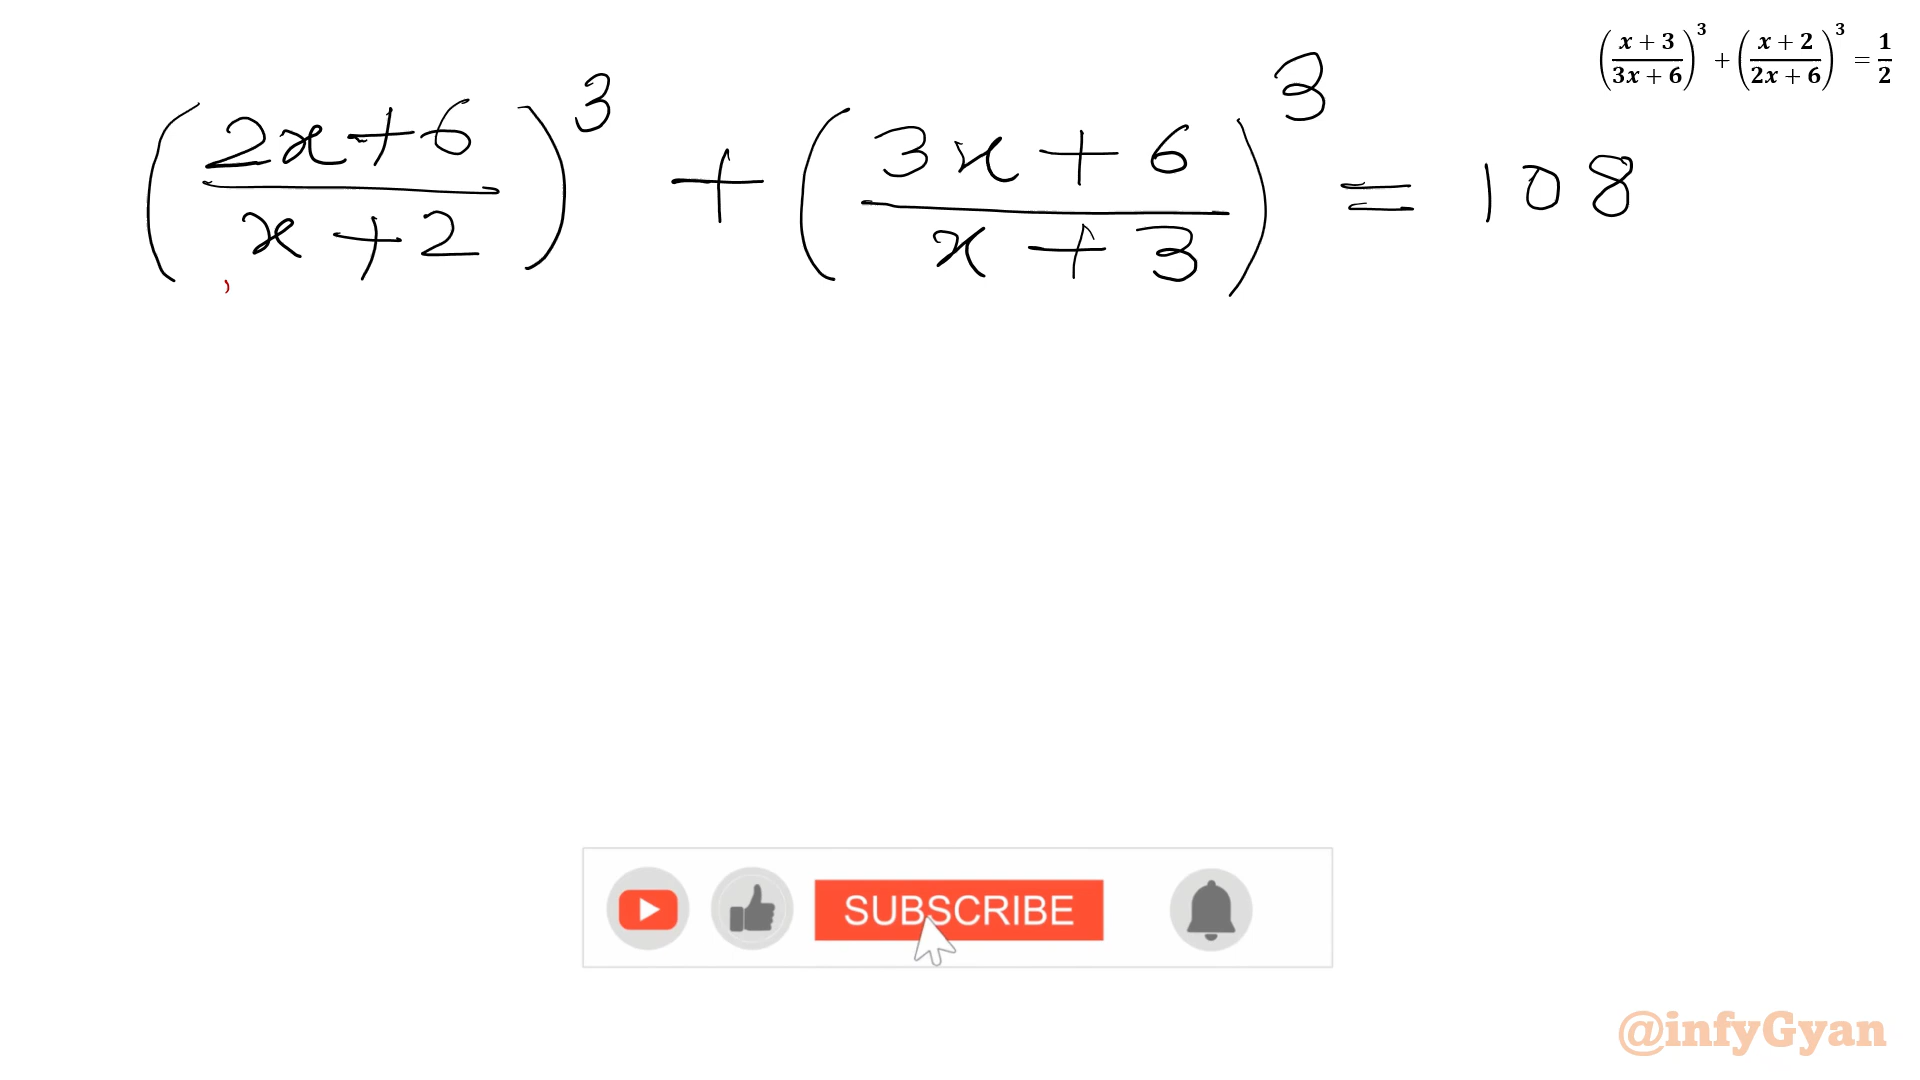 (x + 3 / 3x + 6)^3 + (x + 2 / 2x + 6)^3 = 1/2
(2x + 6 / x + 2)^3 + (3x + 6 / x + 3)^3 = 108
SUBSCRIBE
@infyGyan